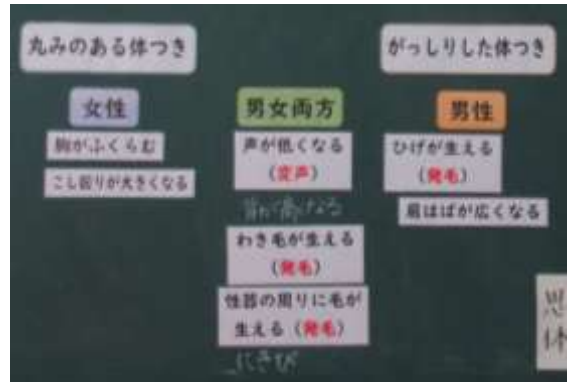 丸みのある体つき
がっしりした体つき
女性
胸がふくらむ
こし回りが大きくなる
男女両方
声が低くなる
(変声)
背が高くなる
わき毛が生える
(発毛)
性器の周りに毛が
生える(発毛)
にきび
男性
ひげが生える
(発毛)
肩はばが広くなる
思
体